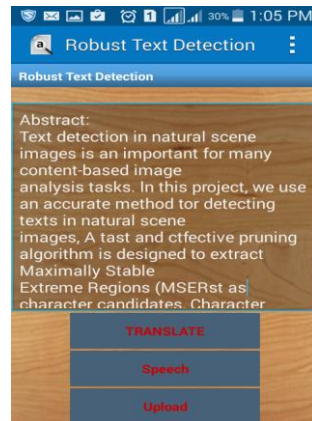 30% 1:05 PM
Robust Text Detection
Robust Text Detection
Abstract:
Text detection in natural scene
images is an important for many
content-based image
analysis tasks. In this project, we use
an accurate method tor detecting
texts in natural scene
images, A tast and ctfective pruning
algorithm is designed to extract
Maximally Stable
Extreme Regions (MSERst as
character candidates. Character
TRANSLATE
Speech
Upload